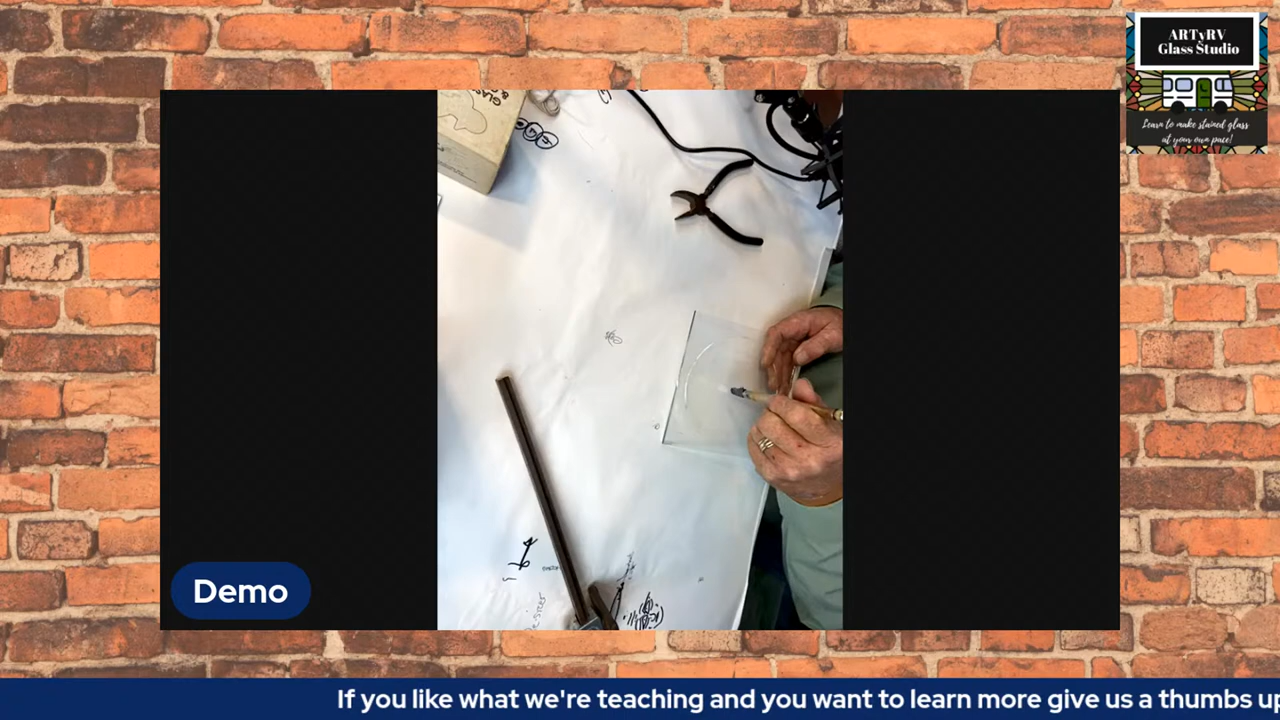 ARTyRV
Glass Studio
Learn to make stained glass
at your own pace!
Demo
If you like what we're teaching and you want to learn more give us a thumbs up